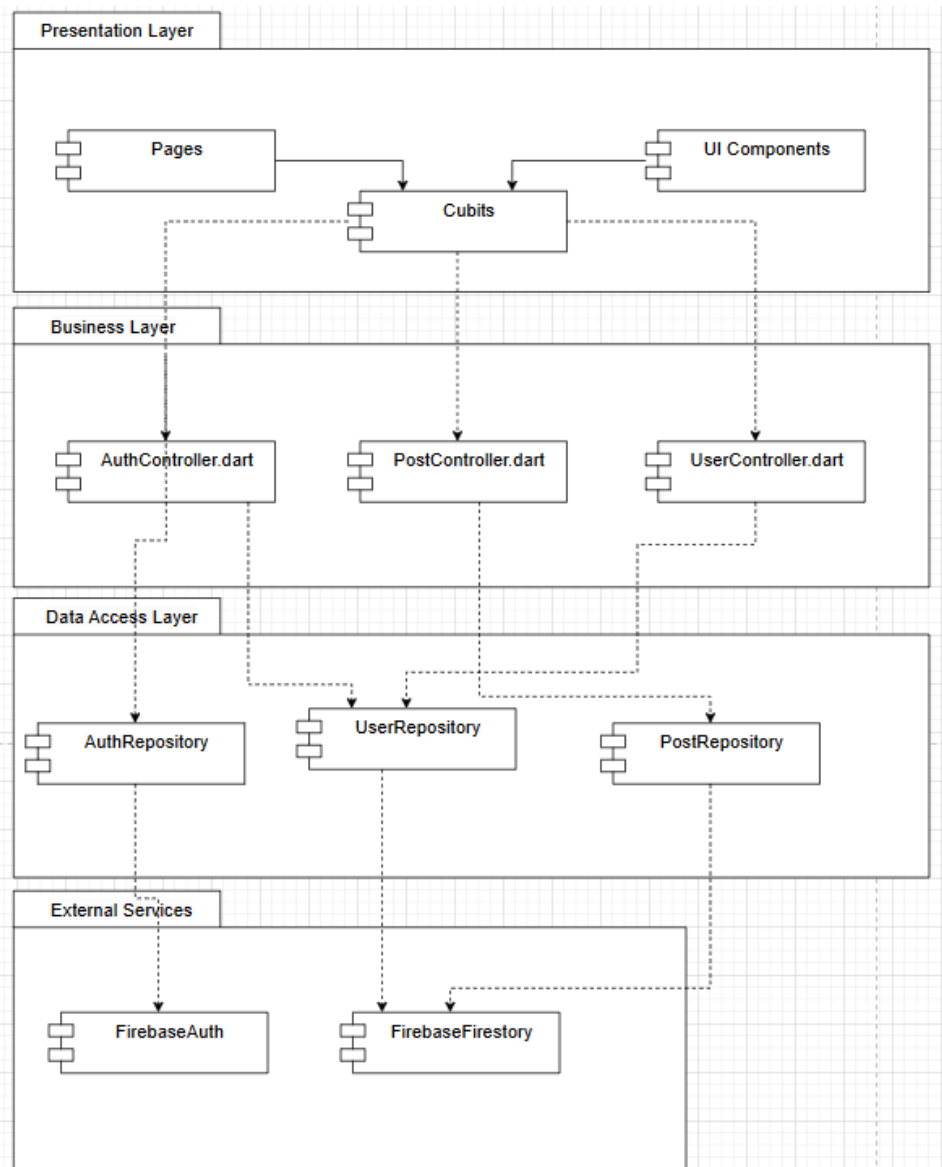 Presentation Layer
Pages
UI Components
Cubits
Business Layer
AuthController.dart
PostController.dart
UserController.dart
Data Access Layer
AuthRepository
UserRepository
PostRepository
External Services
FirebaseAuth
FirebaseFirestory